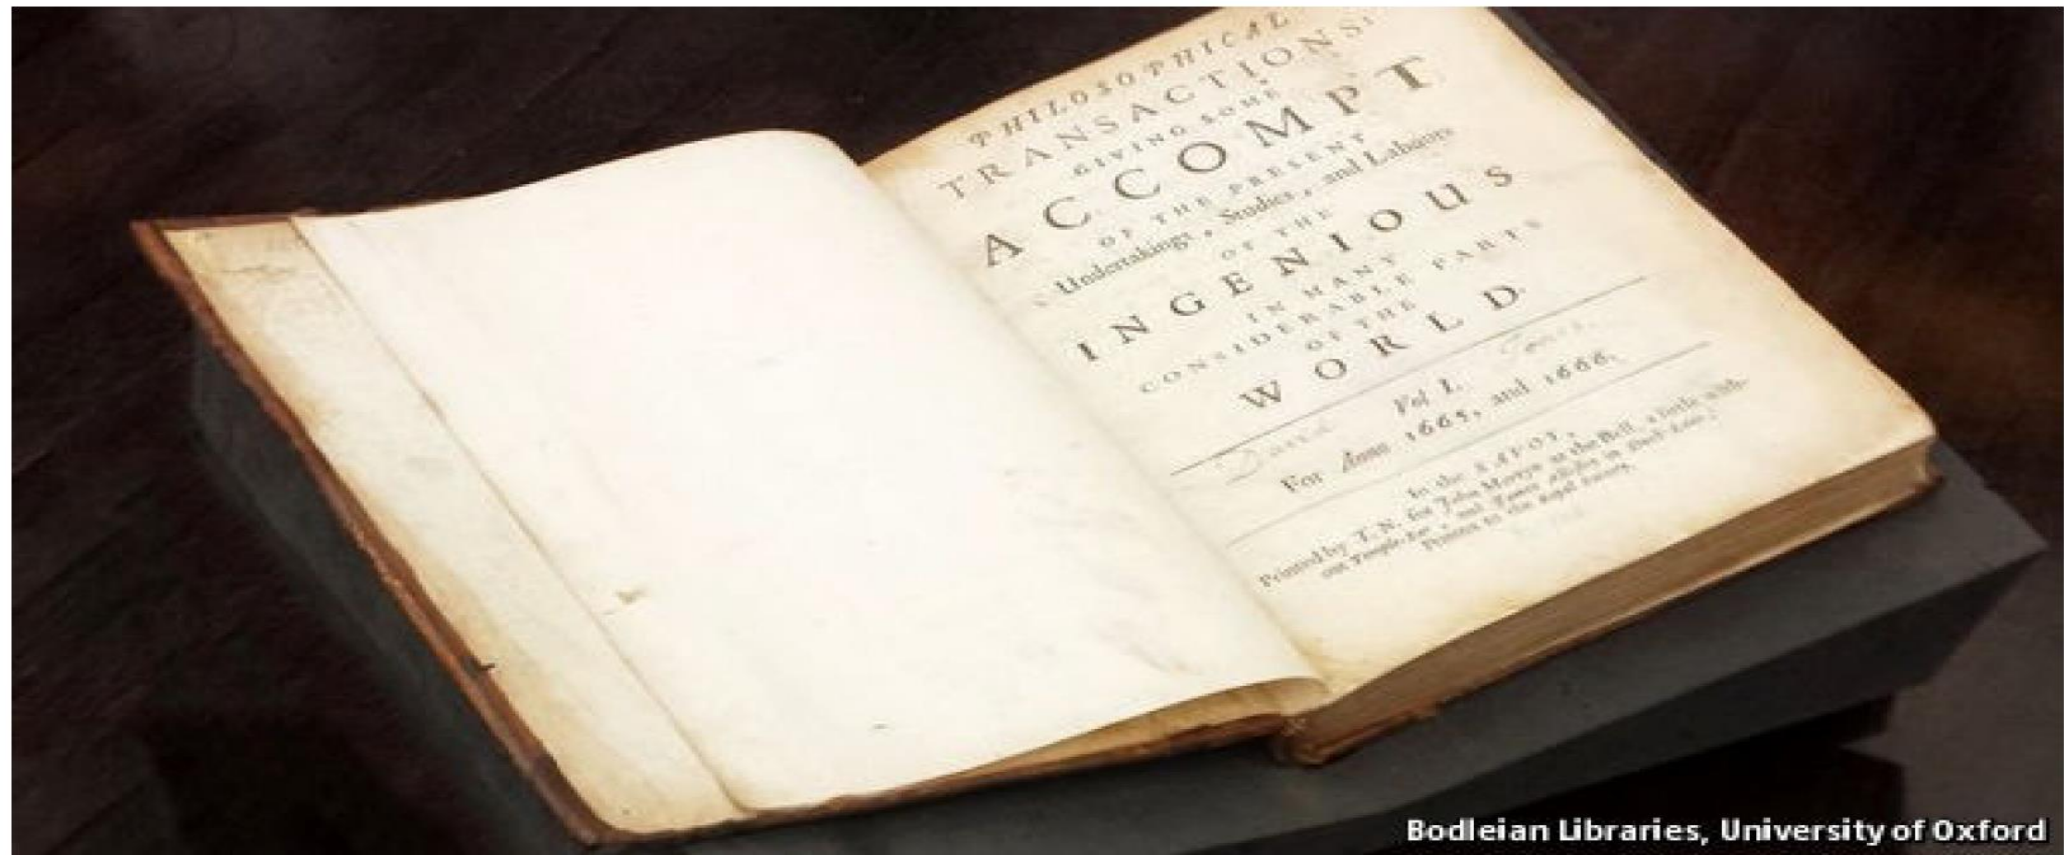 PHILOSOPHICAL
TRANSACTIONS:
GIVING SOME
ACCOMPT
OF THE PRESENT
Undertakings, Studies, and Labours
OF THE
INGENIOUS
IN MANY
CONSIDERABLE PARTS
OF THE
WORLD.
Vol I.
For Anno 1665, and 1666.
In the SAVOY,
Printed by T. N. for John Martyn at the Bell, a little with-
out Temple-Bar, and James Allestry in Duck-Lane,
Printers to the Royal Society.
Bodleian Libraries, University of Oxford